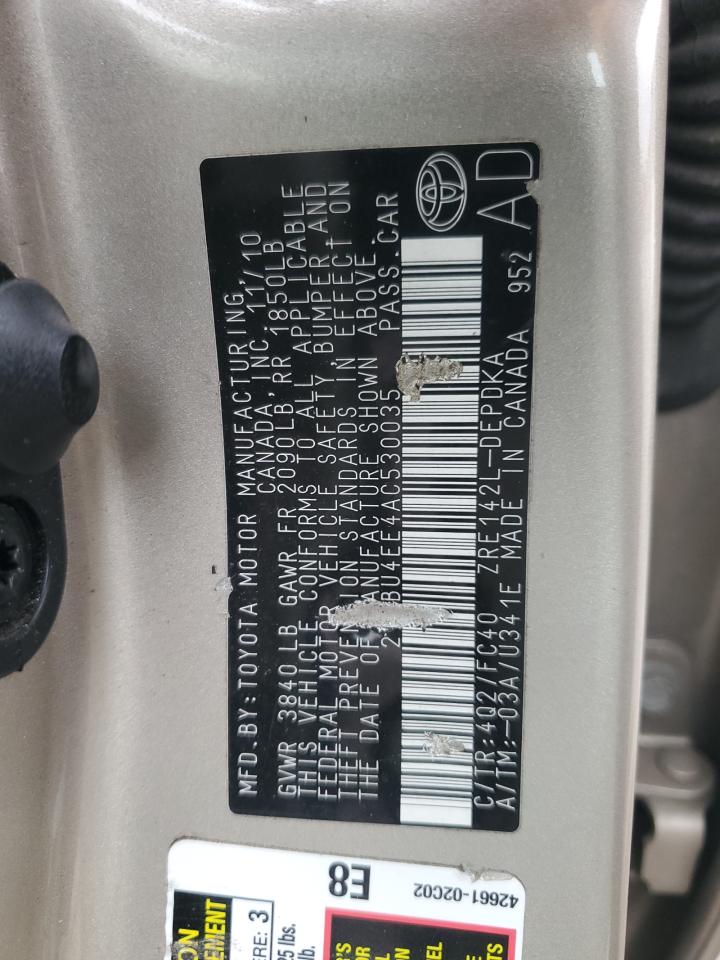 MFD.BY:TOYOTA MOTOR MANUFACTURING,
CANADA, INC. 11/10
GVWR 3840 LB GAWR FR 2090LB RR 1850LB
THIS VEHICLE CONFORMS TO ALL APPLICABLE
FEDERAL MOTOR VEHICLE SAFETY, BUMPER, AND
THEFT PREVENTION STANDARDS IN EFFECT ON
THE DATE OF MANUFACTURE SHOWN ABOVE.
BU4EE4AC530035 PASS.CAR
C/TR:4Q2/FC40 ZRE142L-DEPDKA
A/TM:-03A/U341E MADE IN CANADA 952
AD
E8
42661-02C02
ERE: 3